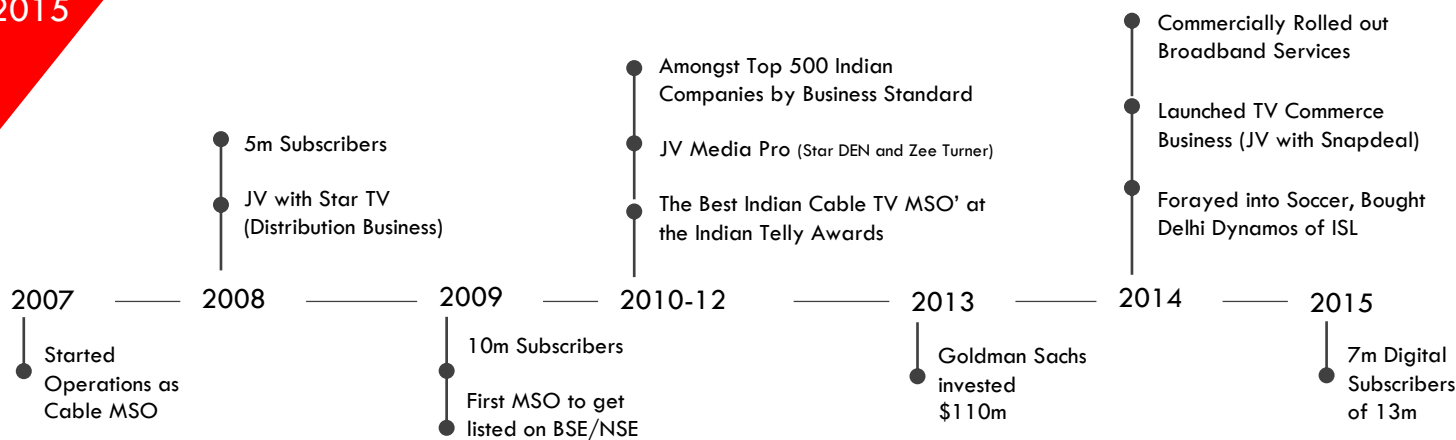 2015
Commercially Rolled out
Broadband Services
Amongst Top 500 Indian
Companies by Business Standard
Launched TV Commerce
Business (JV with Snapdeal)
5m Subscribers
JV Media Pro (Star DEN and Zee Turner)
JV with Star TV
(Distribution Business)
The Best Indian Cable TV MSO’ at
the Indian Telly Awards
Forayed into Soccer, Bought
Delhi Dynamos of ISL
2007
2008
2009
2010-12
2013
2014
2015
Started
Operations as
Cable MSO
10m Subscribers
First MSO to get
listed on BSE/NSE
Goldman Sachs
invested
$110m
7m Digital
Subscribers
of 13m